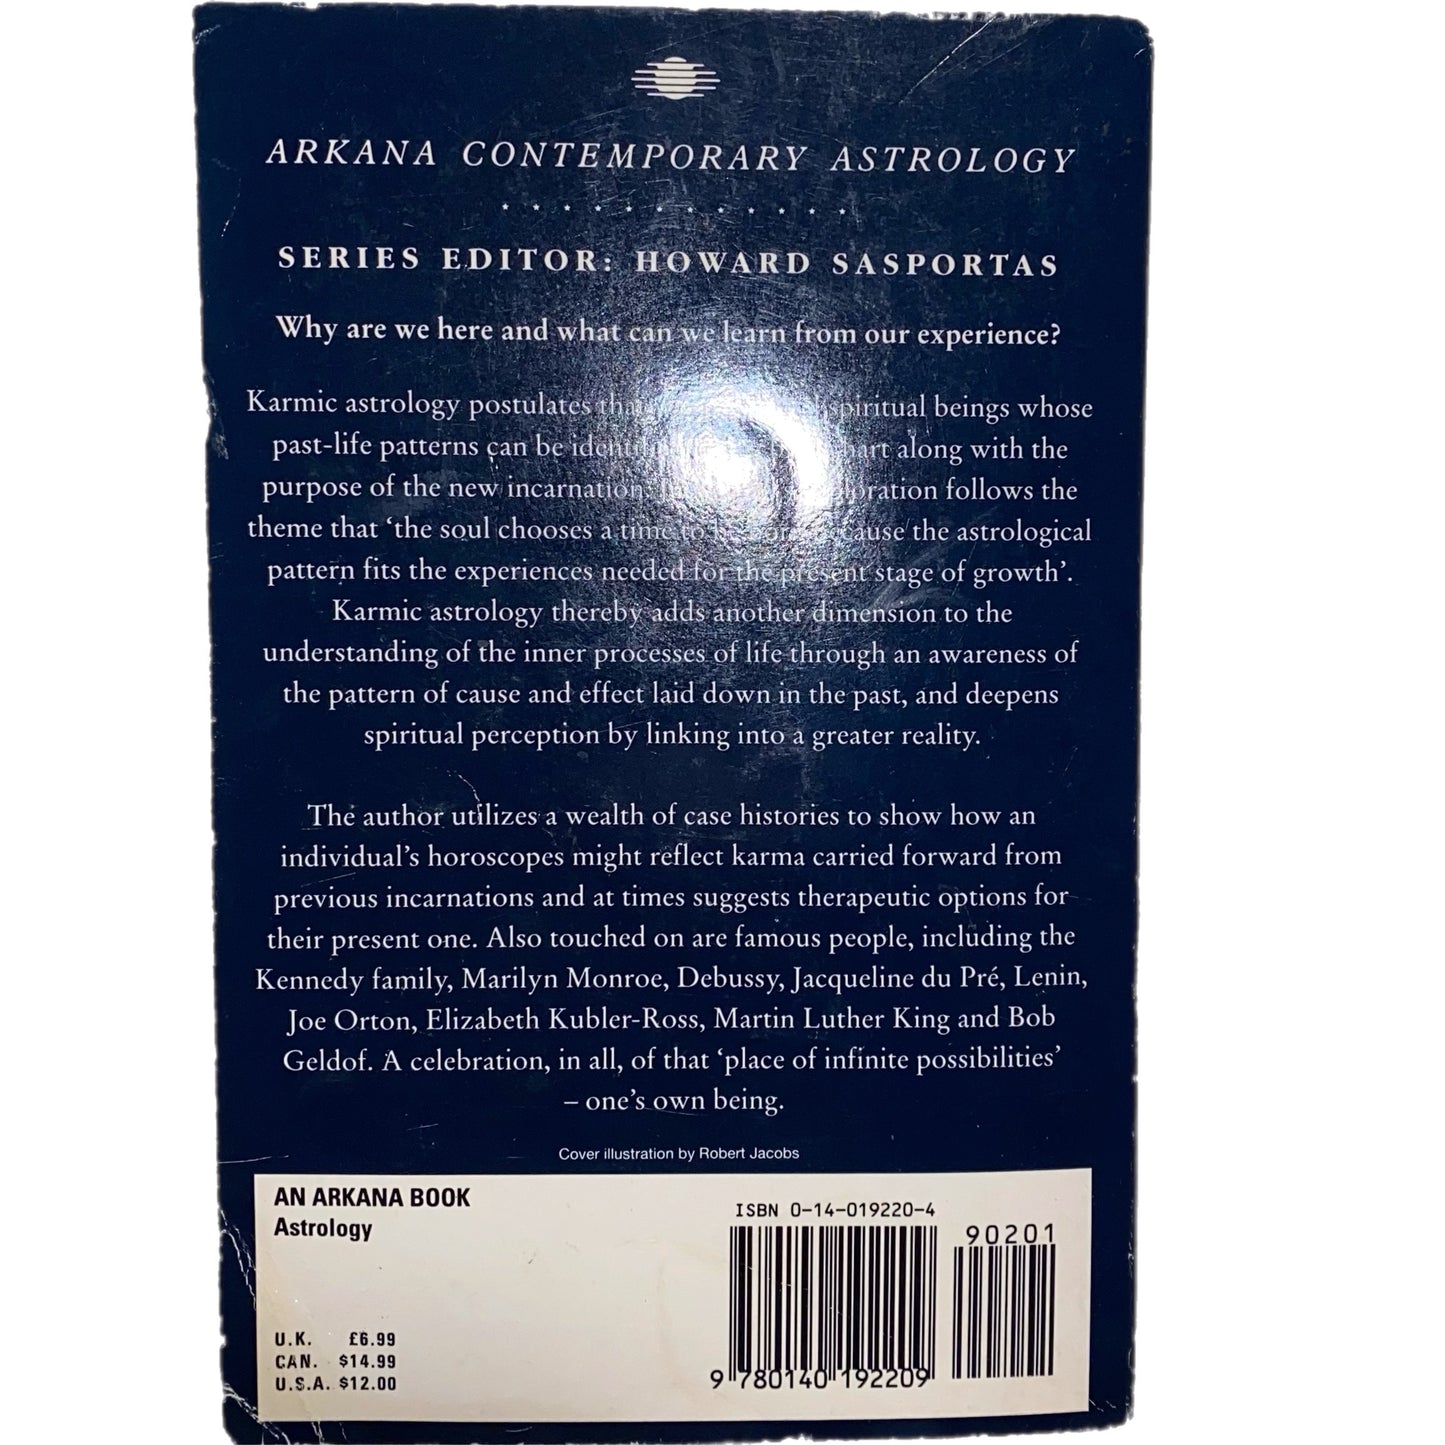 ARKANA CONTEMPORARY ASTROLOGY
SERIES EDITOR: HOWARD SASPORTAS
Why are we here and what can we learn from our experience?
Karmic astrology postulates that spiritual beings whose
past-life patterns can be chart along with the
purpose of the new incarnation. follows the
theme that ‘the soul chooses a time to be born because the astrological
pattern fits the experiences needed for the present stage of growth’.
Karmic astrology thereby adds another dimension to the
understanding of the inner processes of life through an awareness of
the pattern of cause and effect laid down in the past, and deepens
spiritual perception by linking into a greater reality.
The author utilizes a wealth of case histories to show how an
individual’s horoscopes might reflect karma carried forward from
previous incarnations and at times suggests therapeutic options for
their present one. Also touched on are famous people, including the
Kennedy family, Marilyn Monroe, Debussy, Jacqueline du Pré, Lenin,
Joe Orton, Elizabeth Kubler-Ross, Martin Luther King and Bob
Geldof. A celebration, in all, of that ‘place of infinite possibilities’
– one’s own being.
Cover illustration by Robert Jacobs
AN ARKANA BOOK
Astrology
ISBN 0-14-019220-4
90201
U.K. £6.99
CAN. $14.99
U.S.A. $12.00
9 780140 192209